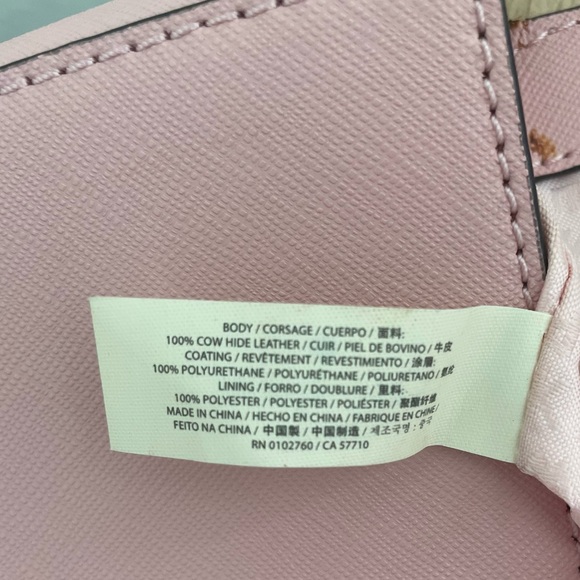 BODY / CORSAGE / CUERPO / 面料:
100% COW HIDE LEATHER / CUIR / PIEL DE BOVINO / 牛皮
COATING / REVÊTEMENT / REVESTIMIENTO / 涂層:
100% POLYURETHANE / POLYURÉTHANE / POLIURETANO /
LINING / FORRO / DOUBLURE / 里料:
100% POLYESTER / POLYESTER / POLIÉSTER / 聚酯纤维
MADE IN CHINA / HECHO EN CHINA / FABRIQUE EN CHINE/
FEITO NA CHINA / 中国製 / 中国制造 / 제조국명 : 중국
RN 0102760 / CA 57710